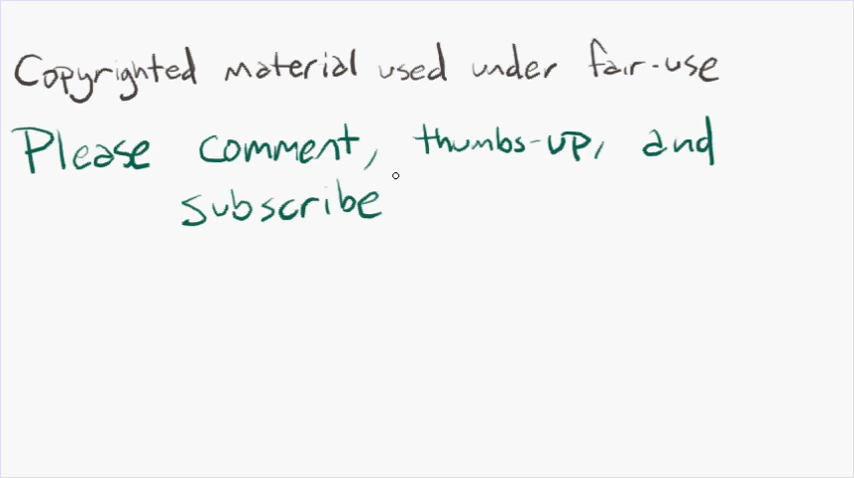 Copyrighted material used under fair-use
Please comment, thumbs-up, and
subscribe